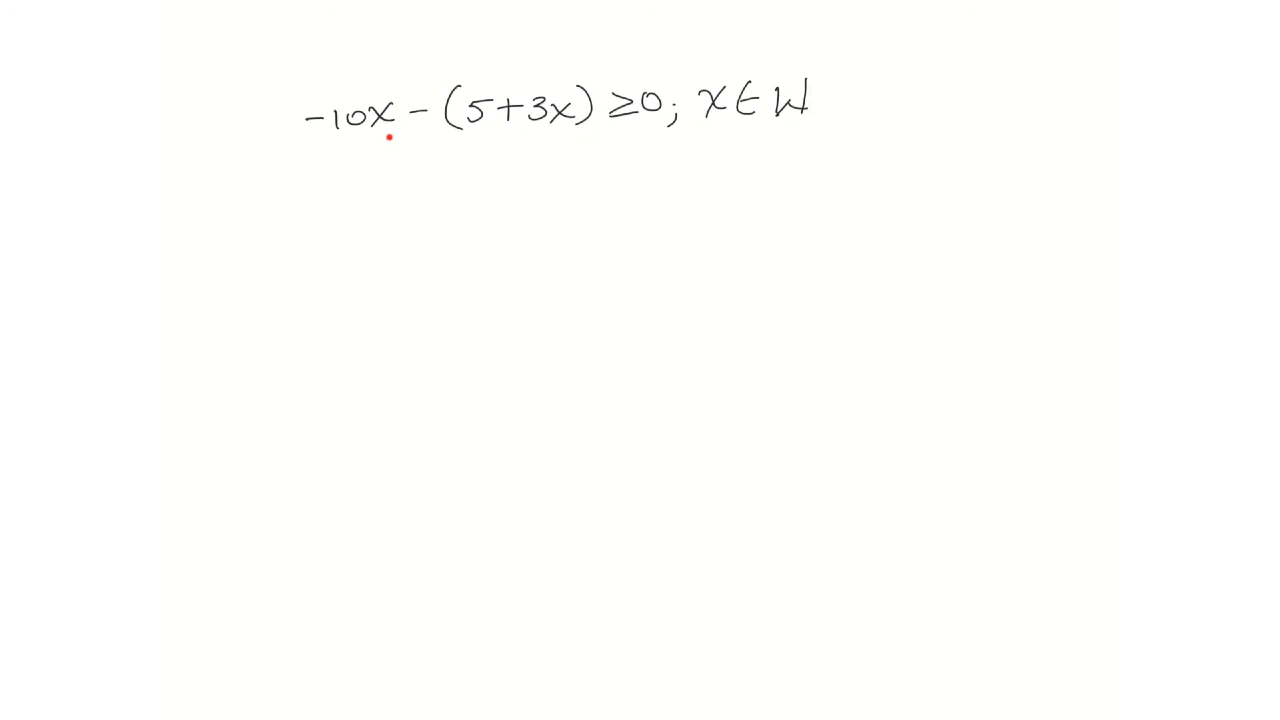 -10x - (5+3x) ≥0; x∈W